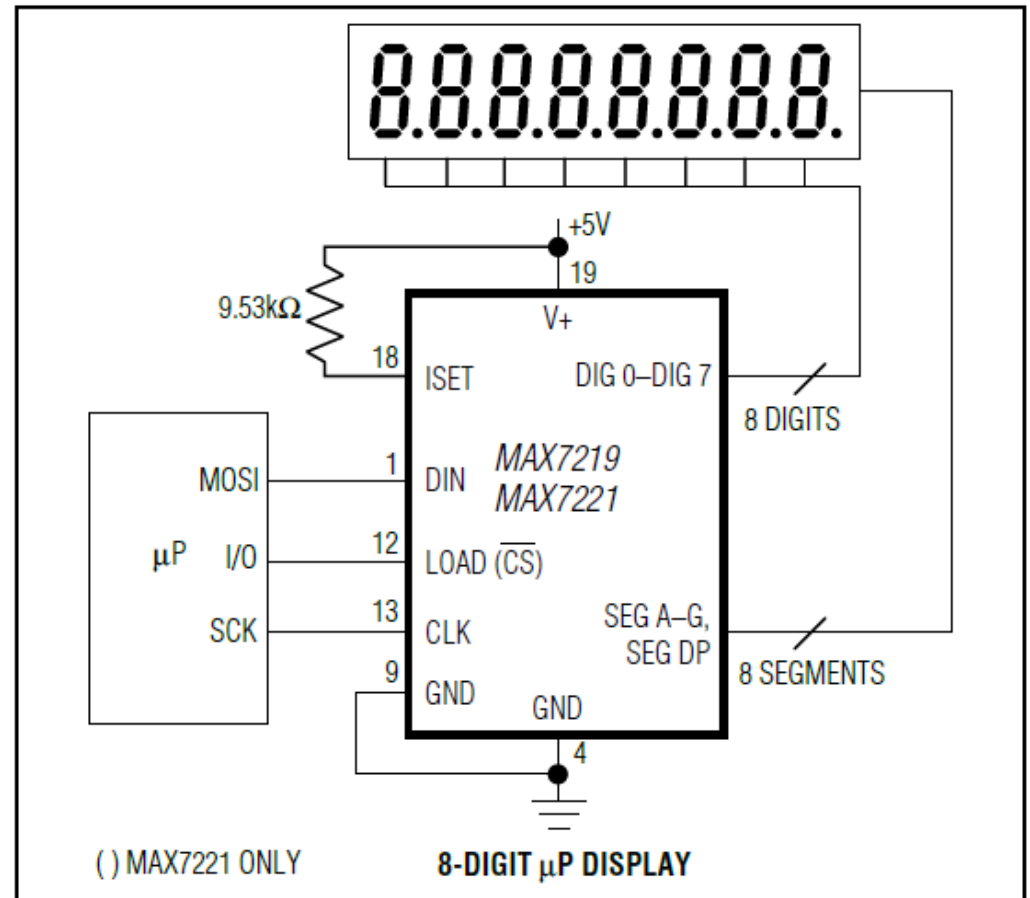 8.8.8.8.8.8.8.8.
+5V
19
9.53kΩ
V+
18
ISET
DIG 0–DIG 7
8 DIGITS
MOSI
1
DIN
MAX7219
MAX7221
μP
I/O
12
LOAD (C̅S̅)
SCK
13
CLK
SEG A–G,
SEG DP
8 SEGMENTS
9
GND
GND
4
( ) MAX7221 ONLY
8-DIGIT μP DISPLAY